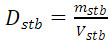 D_stb = m_stb / V_stb